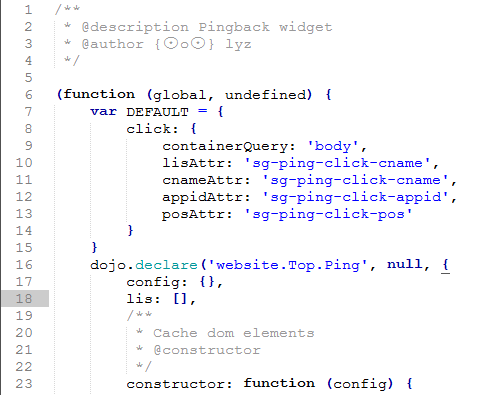 1 /**
2  * @description Pingback widget
3  * @author {⊙o⊙} lyz
4  */
5
6 (function (global, undefined) {
7     var DEFAULT = {
8         click: {
9             containerQuery: 'body',
10             lisAttr: 'sg-ping-click-cname',
11             cnameAttr: 'sg-ping-click-cname',
12             appidAttr: 'sg-ping-click-appid',
13             posAttr: 'sg-ping-click-pos'
14         }
15     }
16     dojo.declare('website.Top.Ping', null, {
17         config: {},
18         lis: [],
19         /**
20          * Cache dom elements
21          * @constructor
22          */
23         constructor: function (config) {